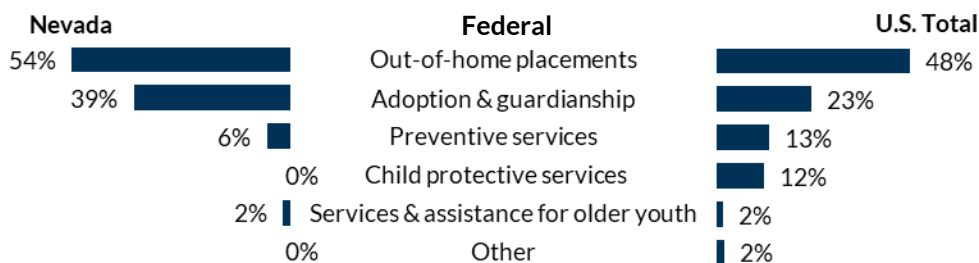 Nevada Federal U.S. Total
54% Out-of-home placements 48%
39% Adoption & guardianship 23%
6% Preventive services 13%
0% Child protective services 12%
2% Services & assistance for older youth 2%
0% Other 2%